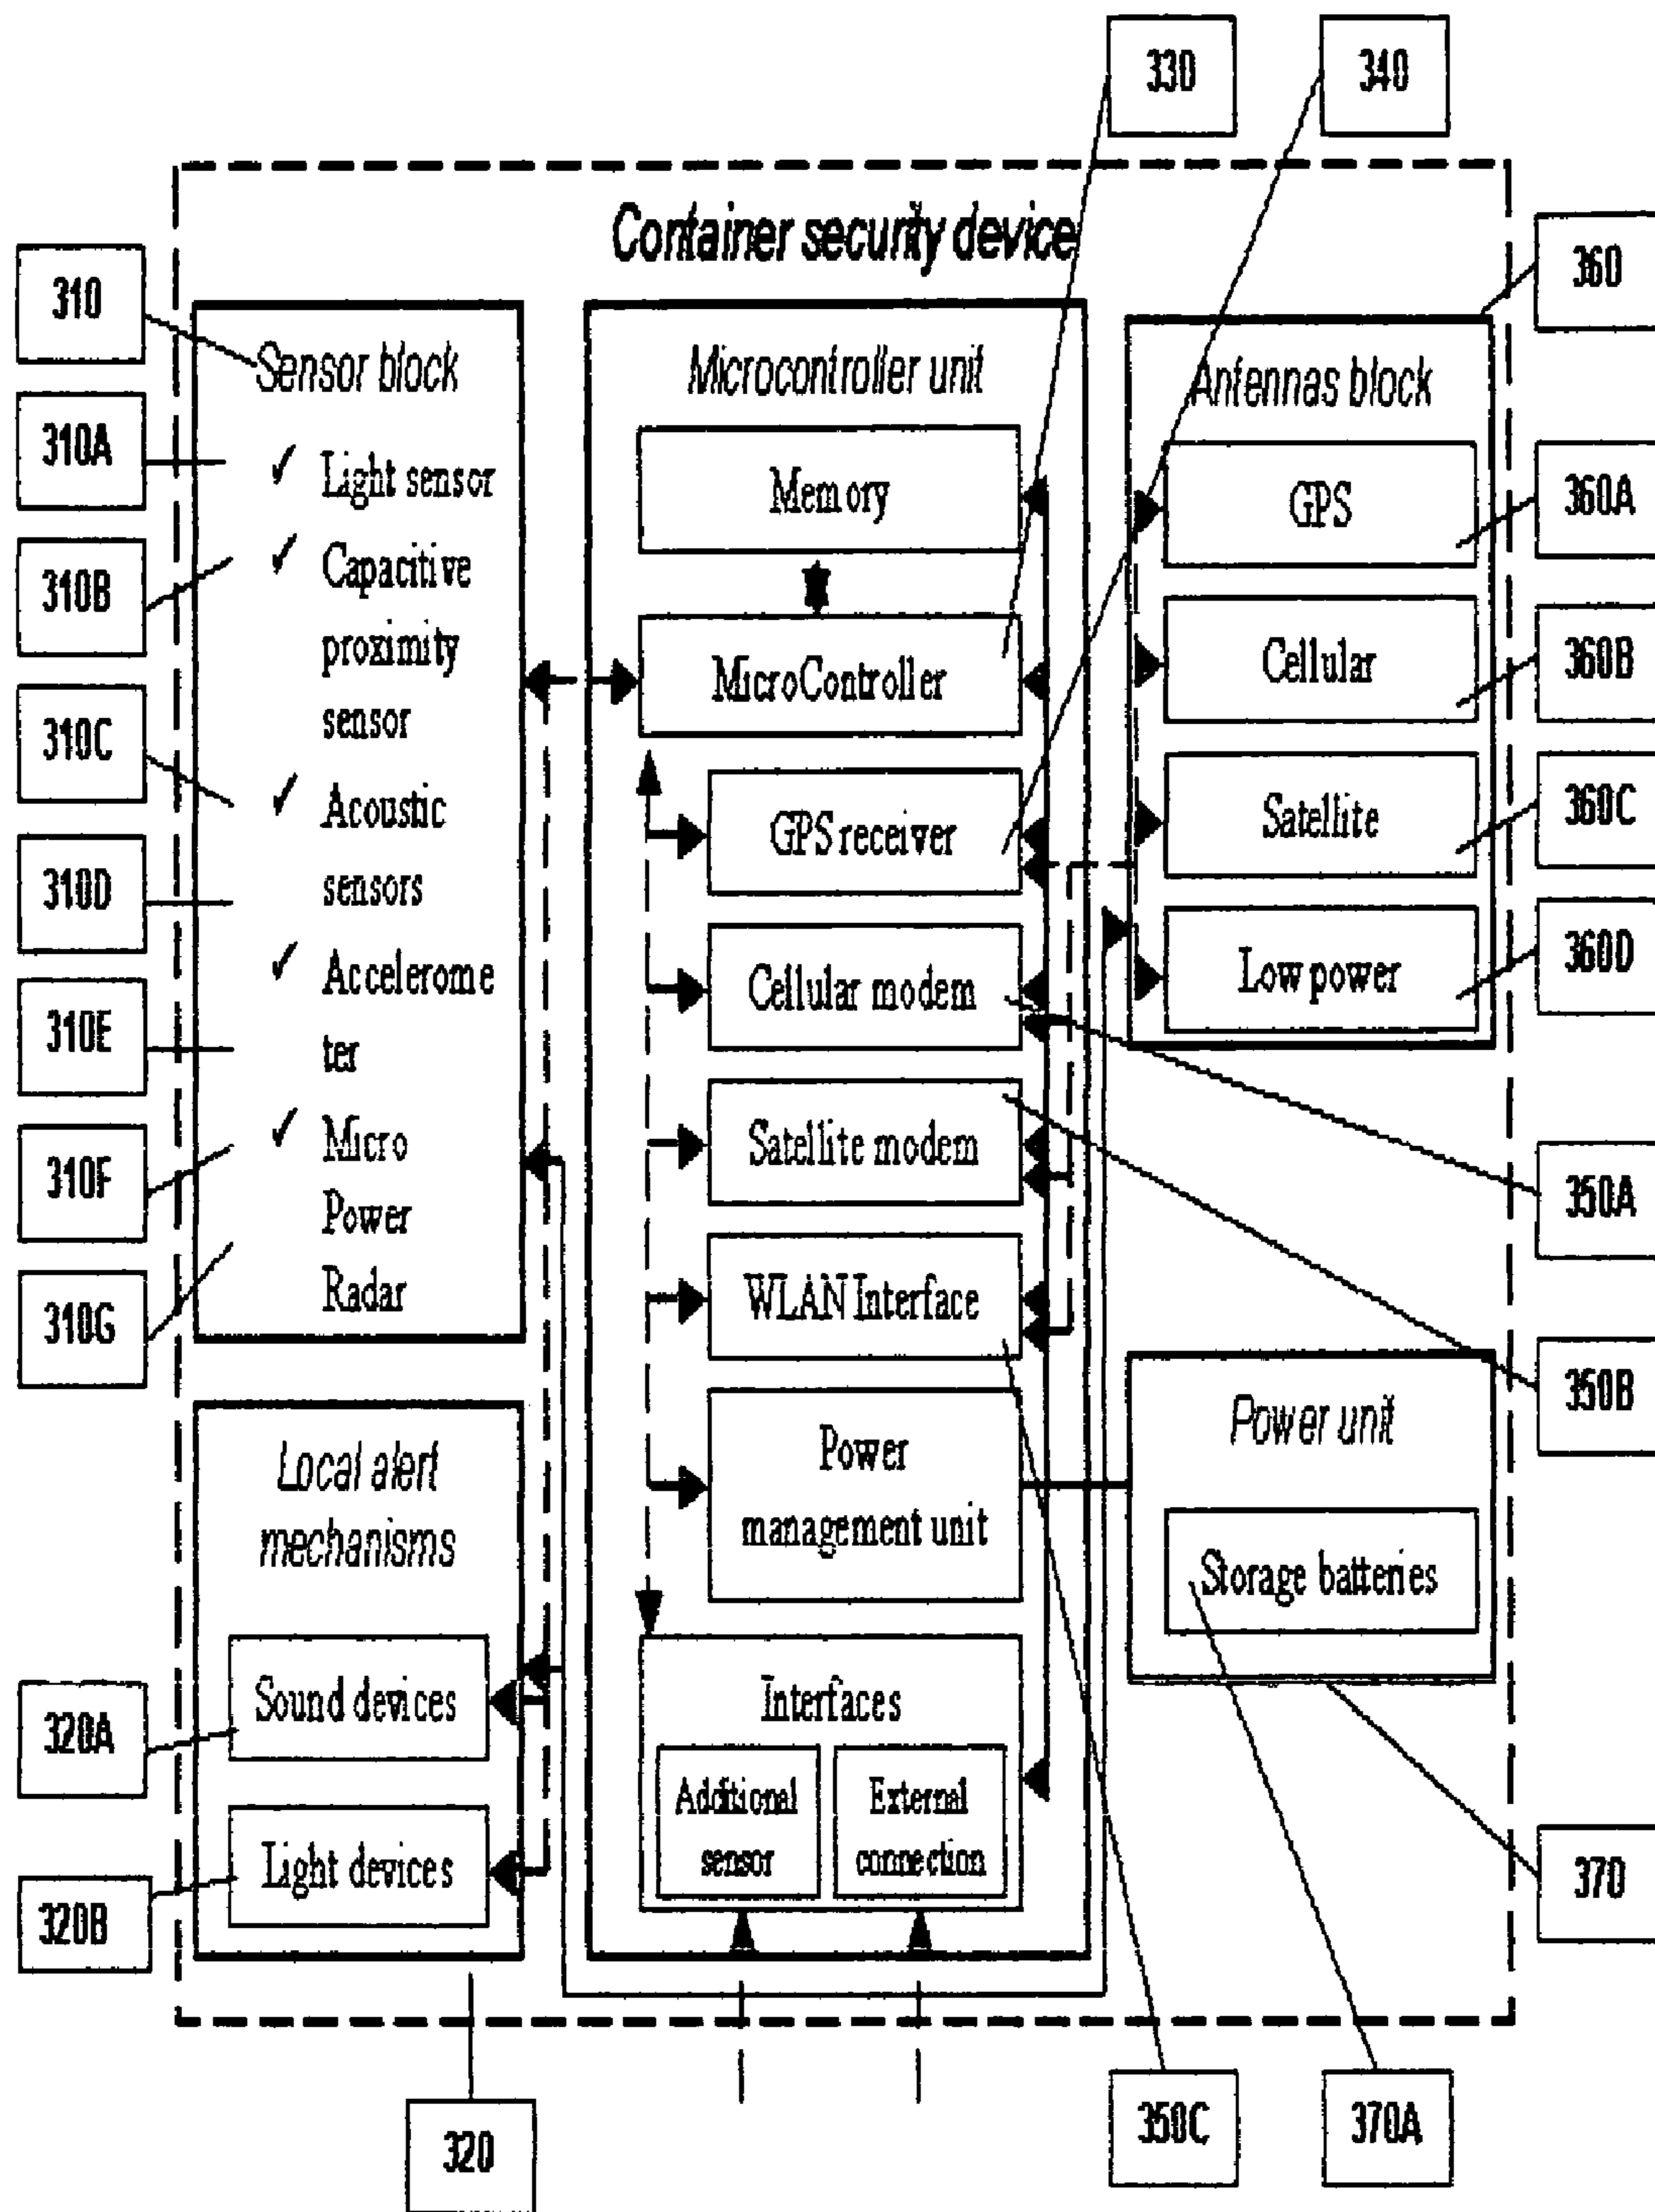 330
340
Container security device
310
360
Sensor block
Microcontroller unit
Antennas block
310A
Light sensor
Memory
GPS
360A
310B
Capacitive
proximity
sensor
MicroController
Cellular
360B
310C
Acoustic
sensors
GPS receiver
Satellite
360C
310D
Accelerome
ter
Cellular modem
Low power
360D
310E
310F
Micro
Power
Radar
Satellite modem
350A
310G
WLAN Interface
350B
Local alert
mechanisms
Power
management unit
Power unit
Storage batteries
320A
Sound devices
Interfaces
Additional
sensor
External
connection
320B
Light devices
370
320
350C
370A